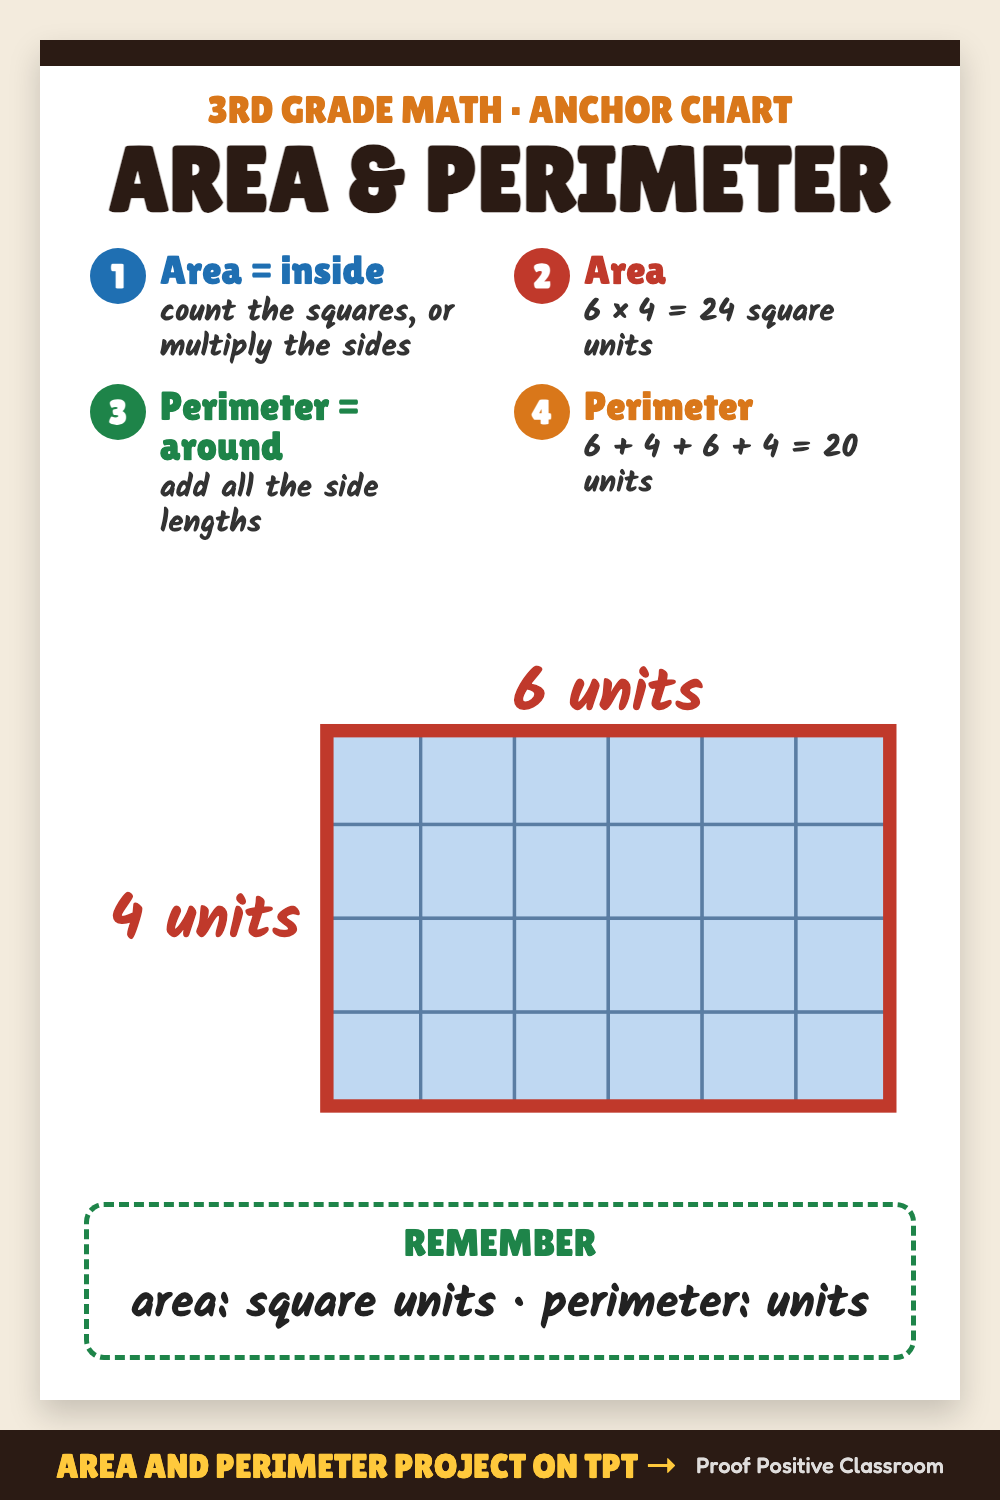 3RD GRADE MATH · ANCHOR CHART
AREA & PERIMETER
1
Area = inside
count the squares, or
multiply the sides
2
Area
6 × 4 = 24 square
units
3
Perimeter =
around
add all the side
lengths
4
Perimeter
6 + 4 + 6 + 4 = 20
units
6 units
4 units
REMEMBER
area: square units · perimeter: units
AREA AND PERIMETER PROJECT ON TPT → Proof Positive Classroom